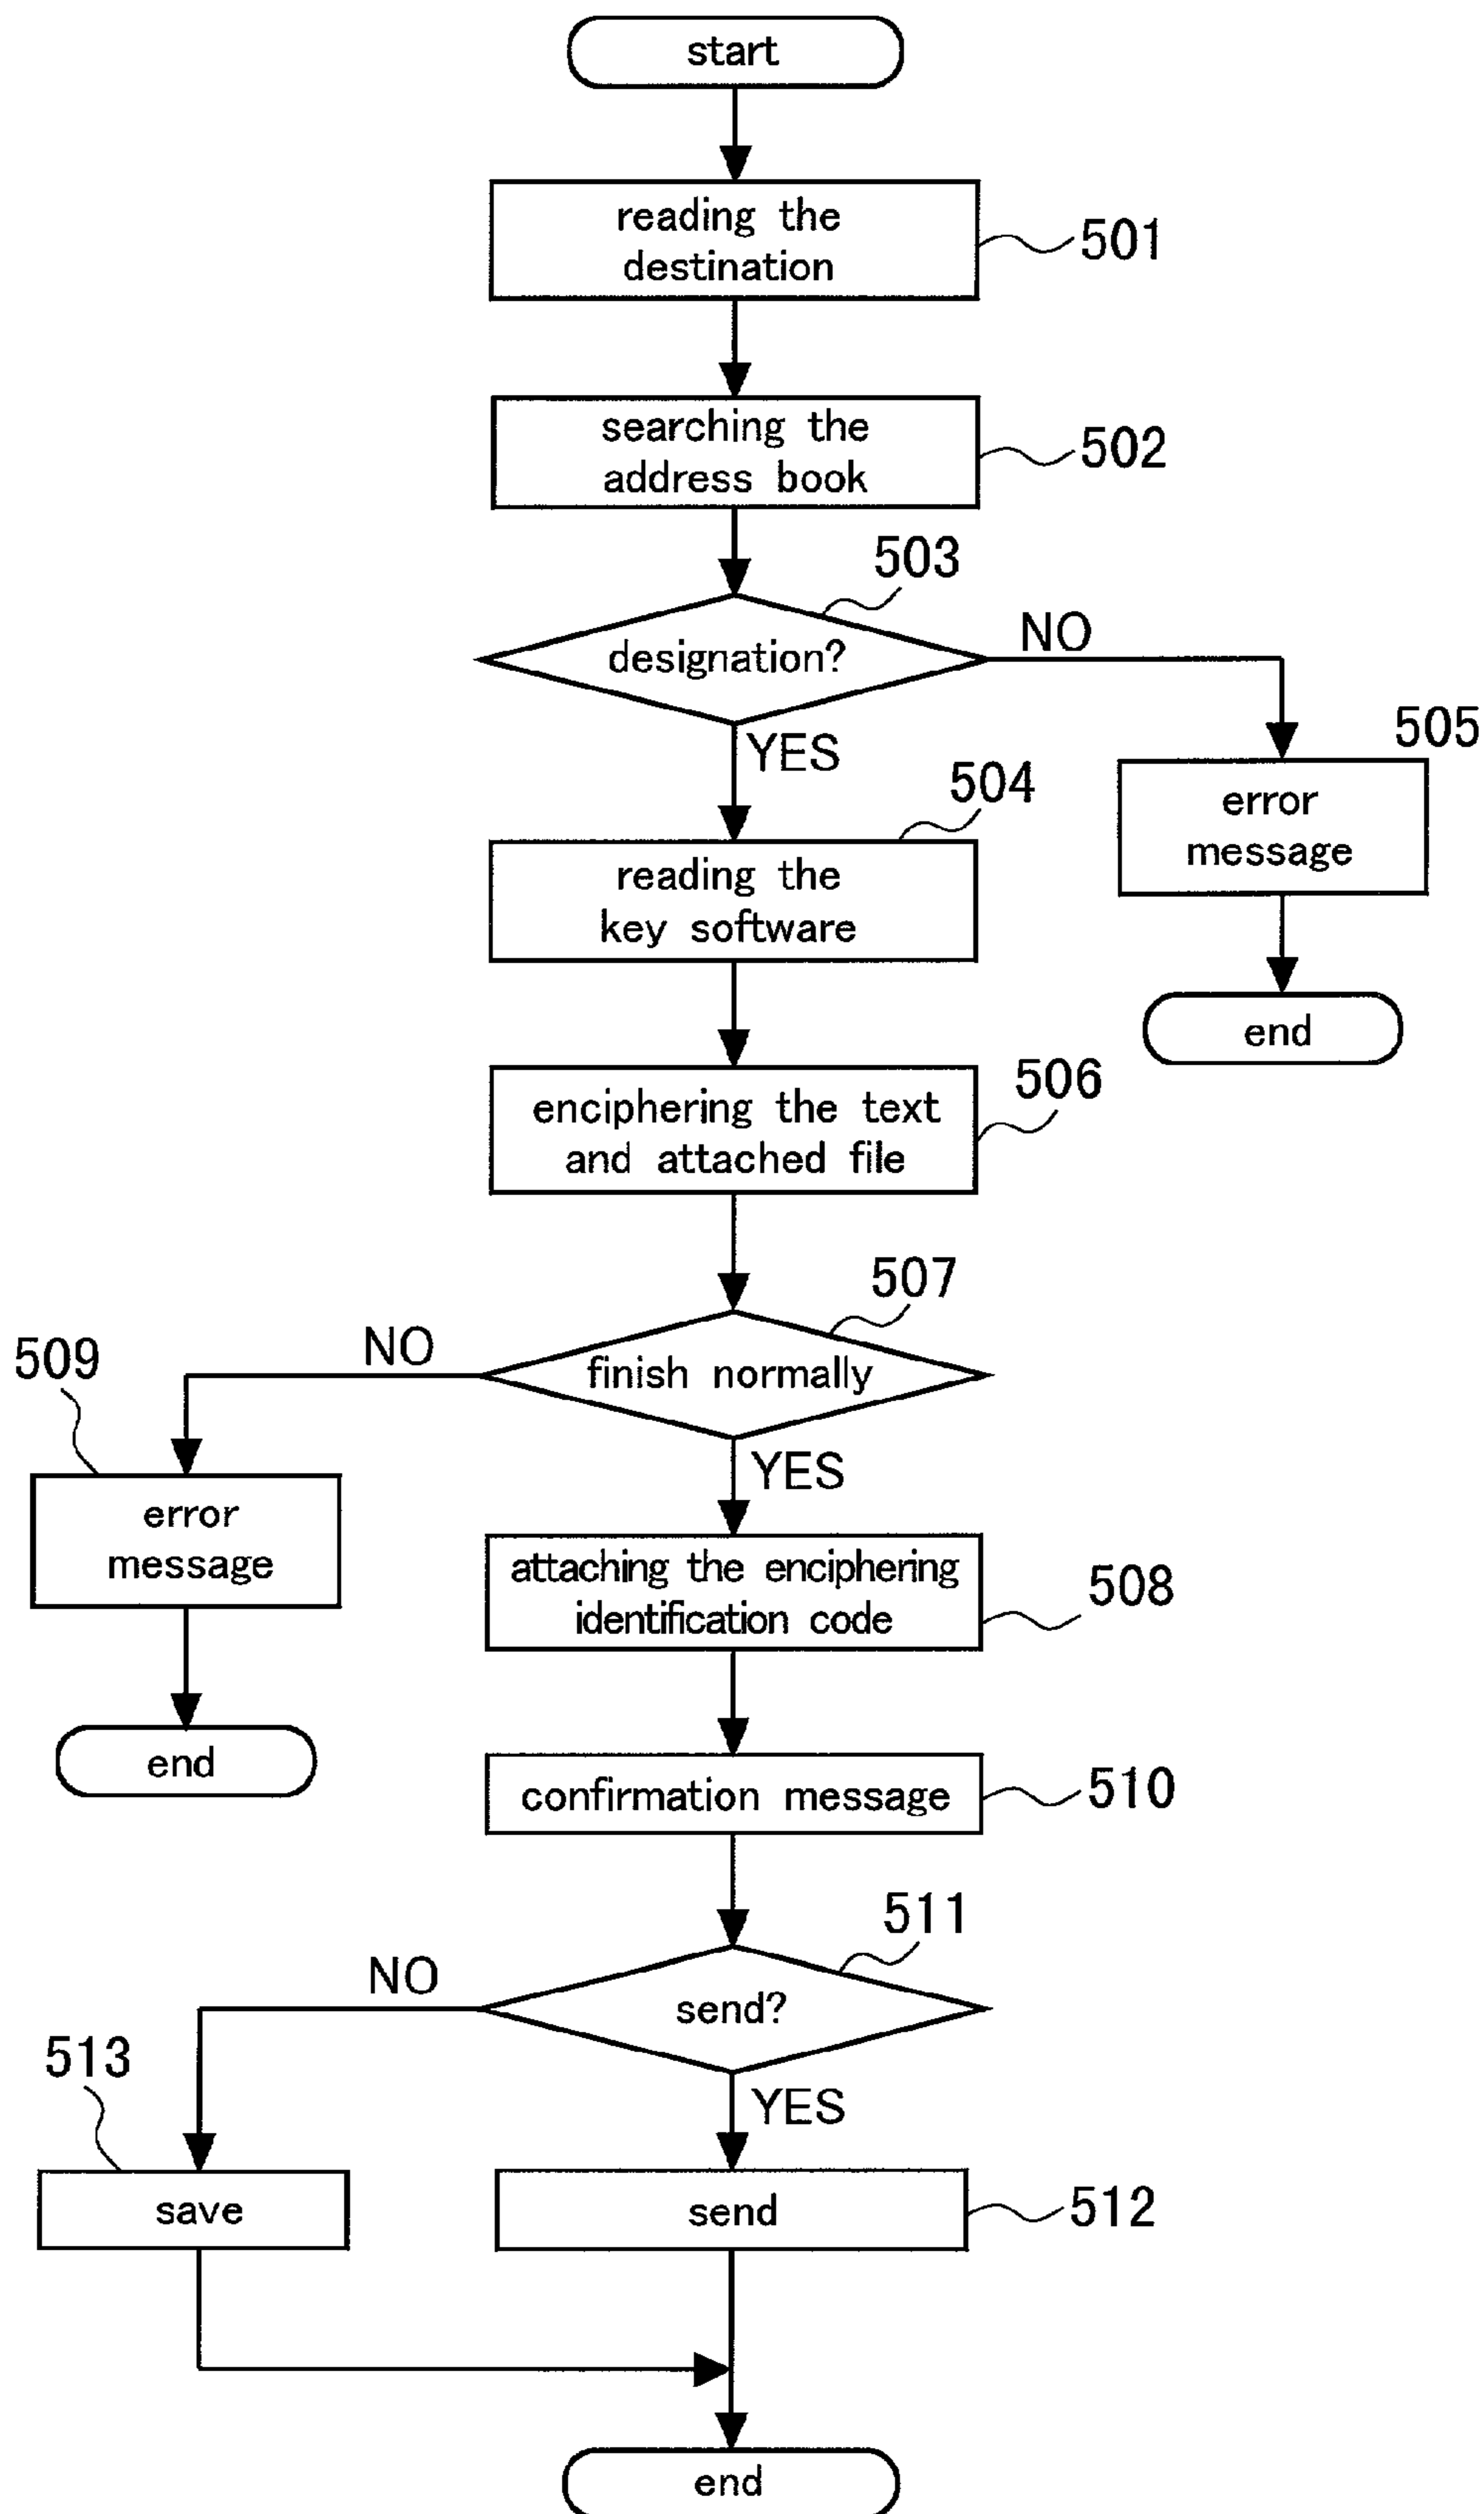 start
reading the
destination
501
searching the
address book
502
503
designation?
NO
YES
505
error
message
end
504
reading the
key software
506
enciphering the text
and attached file
507
finish normally
NO
509
error
message
end
YES
attaching the enciphering
identification code
508
confirmation message
510
511
send?
NO
513
save
YES
send
512
end